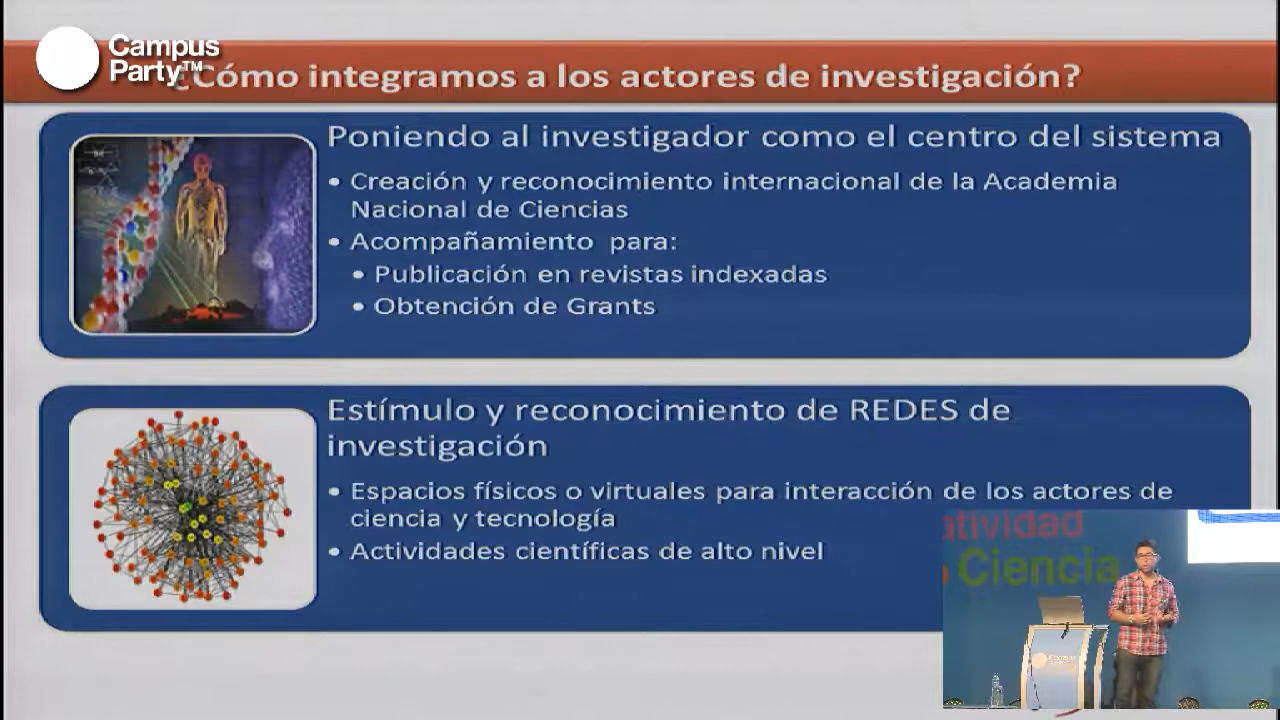 Campus
Party™
¿Cómo integramos a los actores de investigación?
Poniendo al investigador como el centro del sistema
• Creación y reconocimiento internacional de la Academia
Nacional de Ciencias
• Acompañamiento para:
• Publicación en revistas indexadas
• Obtención de Grants
Estímulo y reconocimiento de REDES de
investigación
• Espacios físicos o virtuales para interacción de los actores de
ciencia y tecnología
• Actividades científicas de alto nivel
atividad
Ciencia